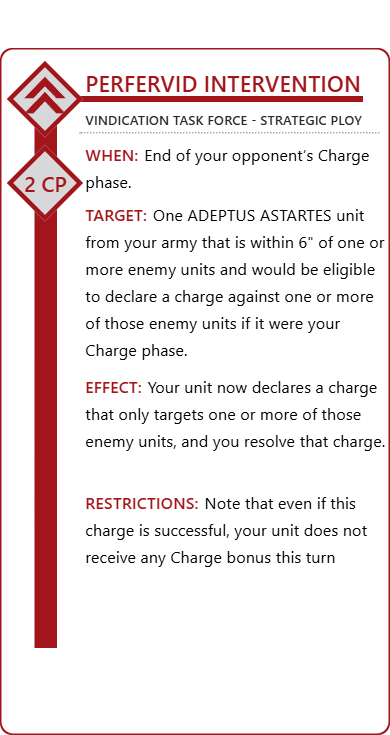 PERFERVID INTERVENTION
VINDICATION TASK FORCE - STRATEGIC PLOY
2 CP
WHEN: End of your opponent's Charge
phase.
TARGET: One ADEPTUS ASTARTES unit
from your army that is within 6" of one or
more enemy units and would be eligible
to declare a charge against one or more
of those enemy units if it were your
Charge phase.
EFFECT: Your unit now declares a charge
that only targets one or more of those
enemy units, and you resolve that charge.
RESTRICTIONS: Note that even if this
charge is successful, your unit does not
receive any Charge bonus this turn